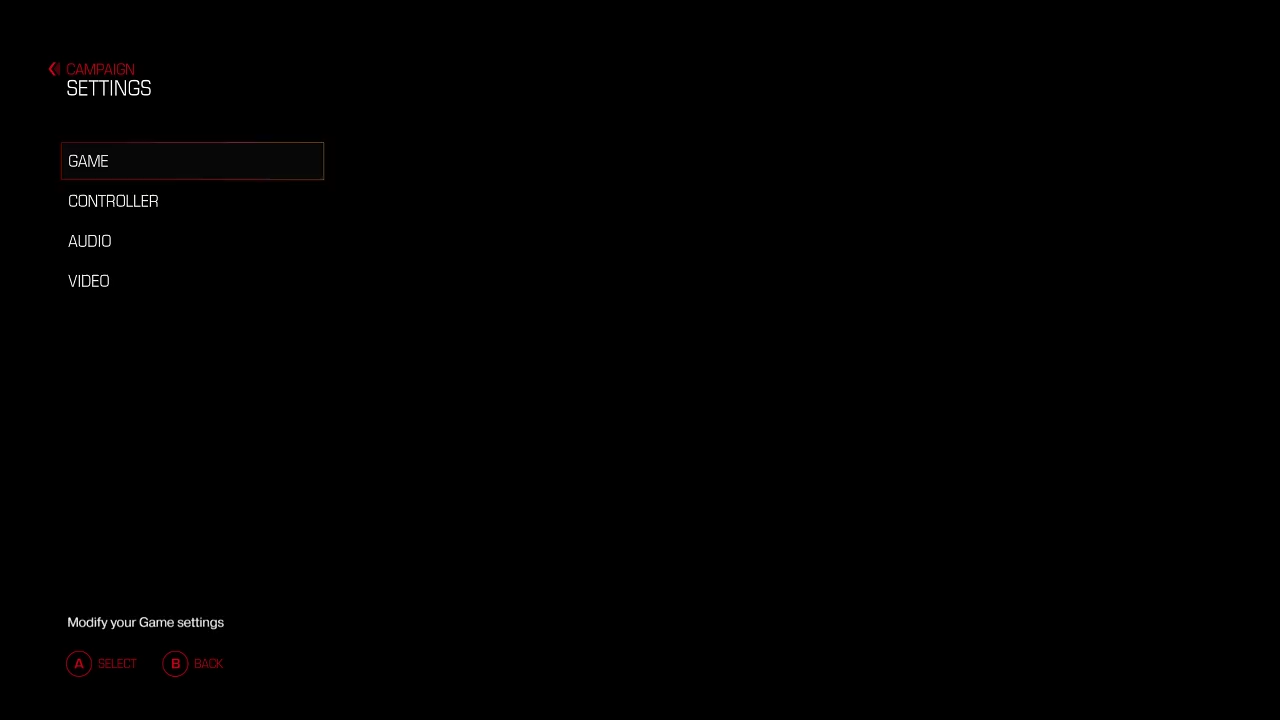 CAMPAIGN
SETTINGS
GAME
CONTROLLER
AUDIO
VIDEO
Modify your Game settings
A SELECT B BACK